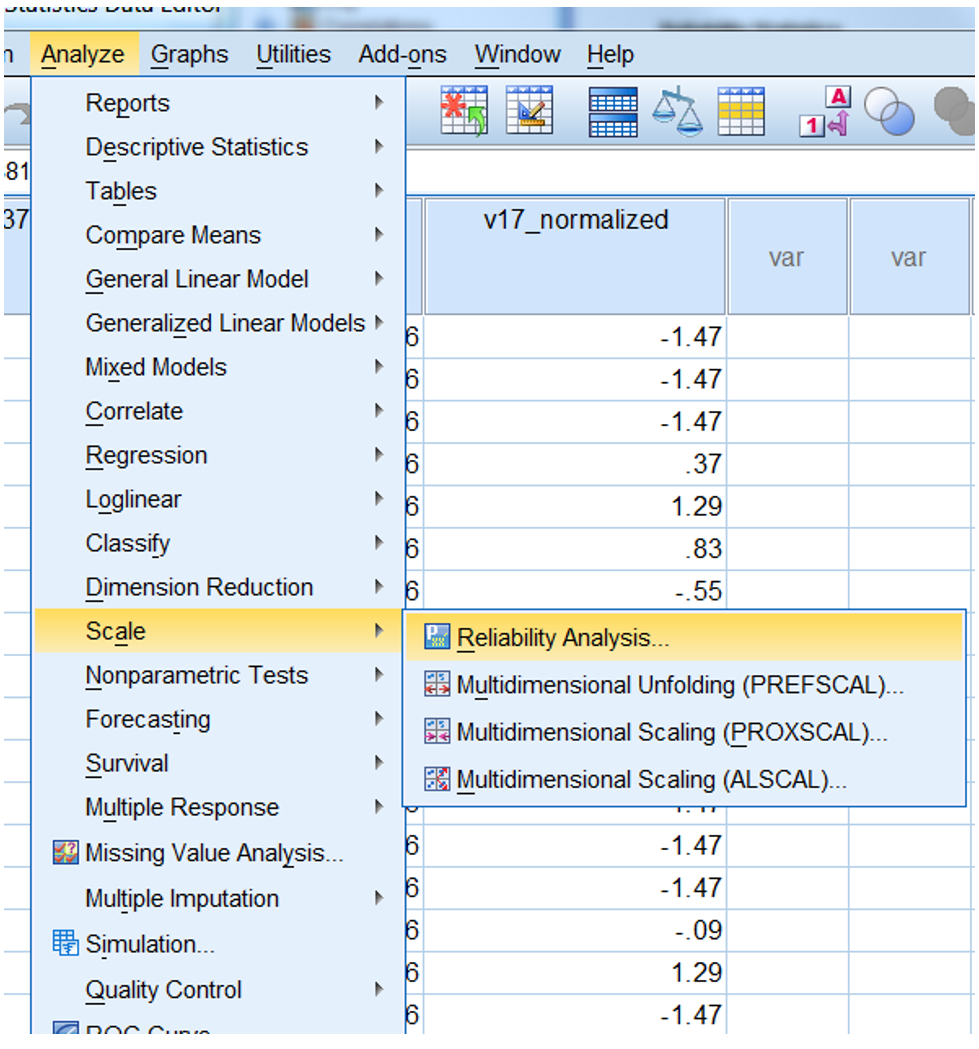 Statistics Data Editor
Analyze Graphs Utilities Add-ons Window Help
Reports
Descriptive Statistics
Tables
Compare Means
General Linear Model
Generalized Linear Models
Mixed Models
Correlate
Regression
Loglinear
Classify
Dimension Reduction
Scale
Nonparametric Tests
Forecasting
Survival
Multiple Response
Missing Value Analysis...
Multiple Imputation
Simulation...
Quality Control
ROC Curve
Reliability Analysis...
Multidimensional Unfolding (PREFSCAL)...
Multidimensional Scaling (PROXSCAL)...
Multidimensional Scaling (ALSCAL)...
A
1
81
37
v17_normalized
var
var
6 -1.47
6 -1.47
6 -1.47
6 .37
6 1.29
6 .83
6 -.55
6 -1.47
6 -1.47
6 -.09
6 1.29
6 -1.47